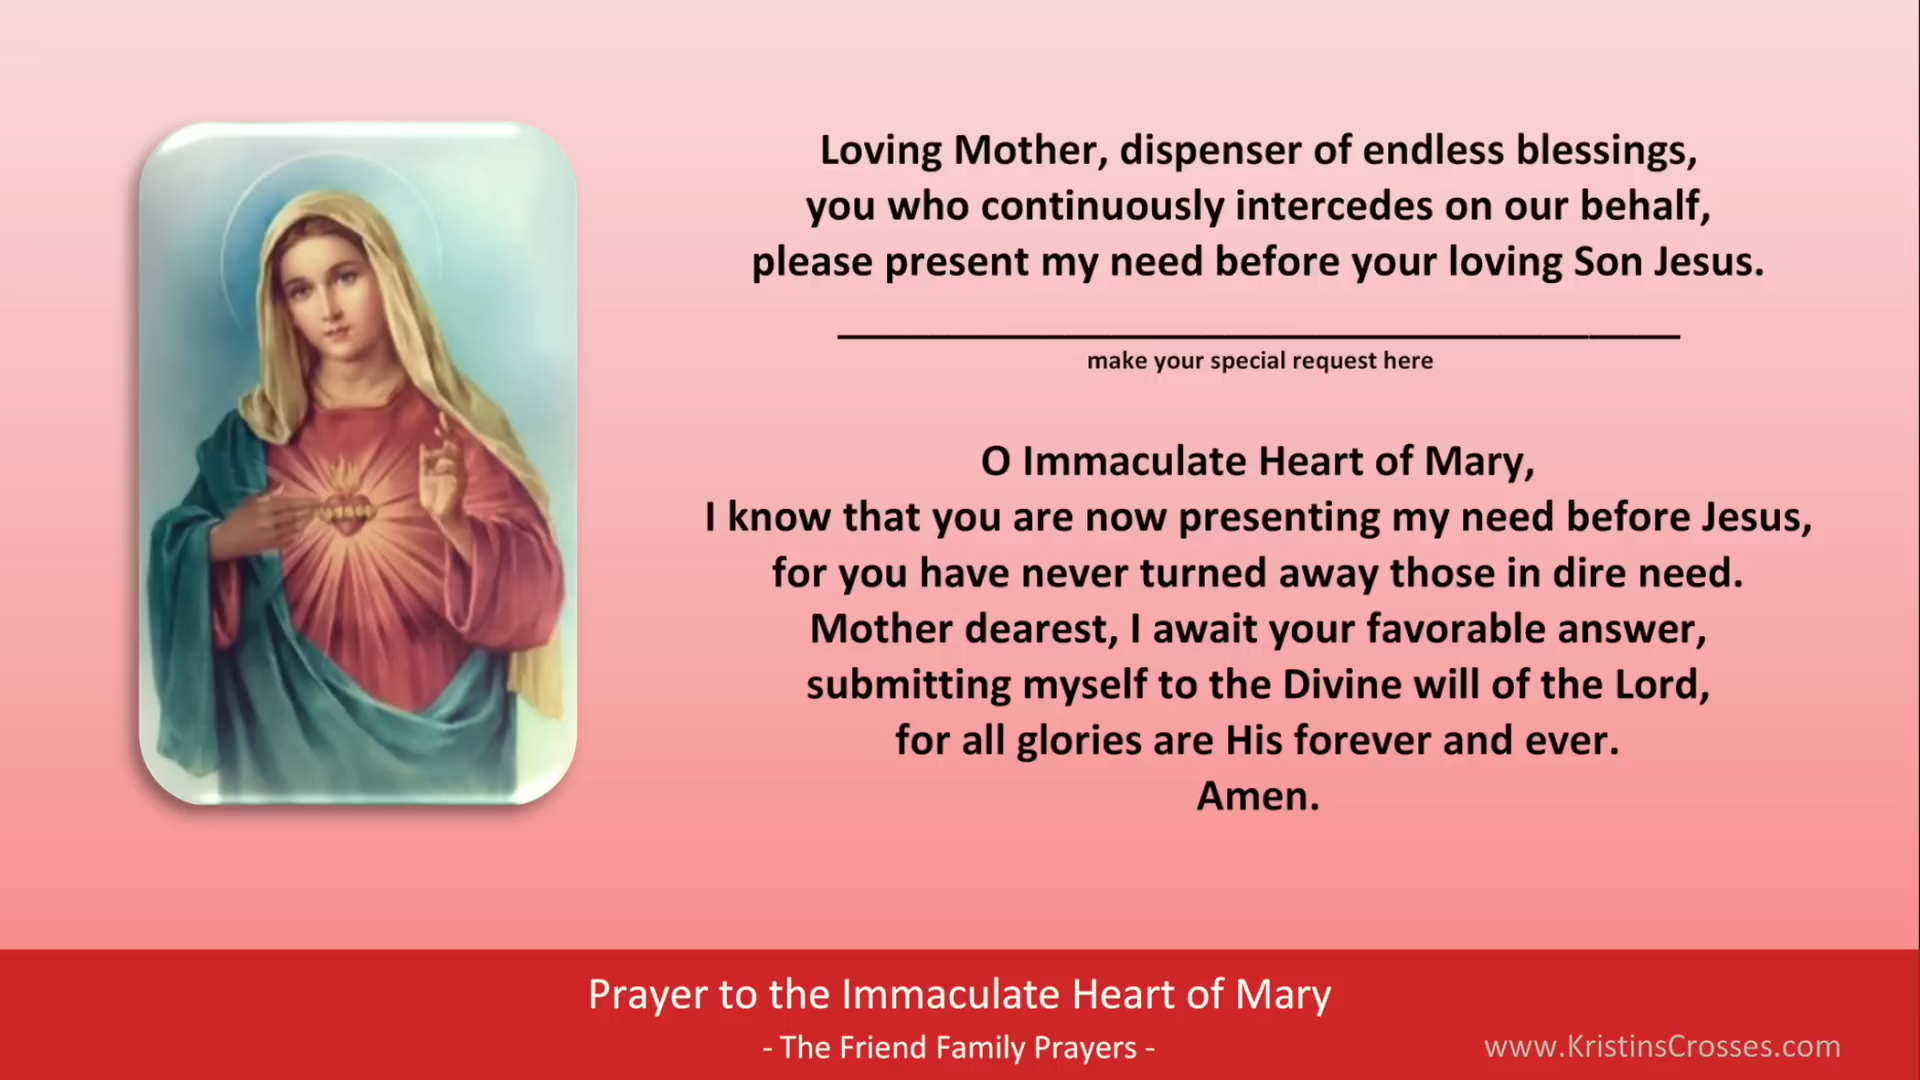 Loving Mother, dispenser of endless blessings,
you who continuously intercedes on our behalf,
please present my need before your loving Son Jesus.
make your special request here
O Immaculate Heart of Mary,
I know that you are now presenting my need before Jesus,
for you have never turned away those in dire need.
Mother dearest, I await your favorable answer,
submitting myself to the Divine will of the Lord,
for all glories are His forever and ever.
Amen.
Prayer to the Immaculate Heart of Mary
- The Friend Family Prayers -
www.KristinsCrosses.com